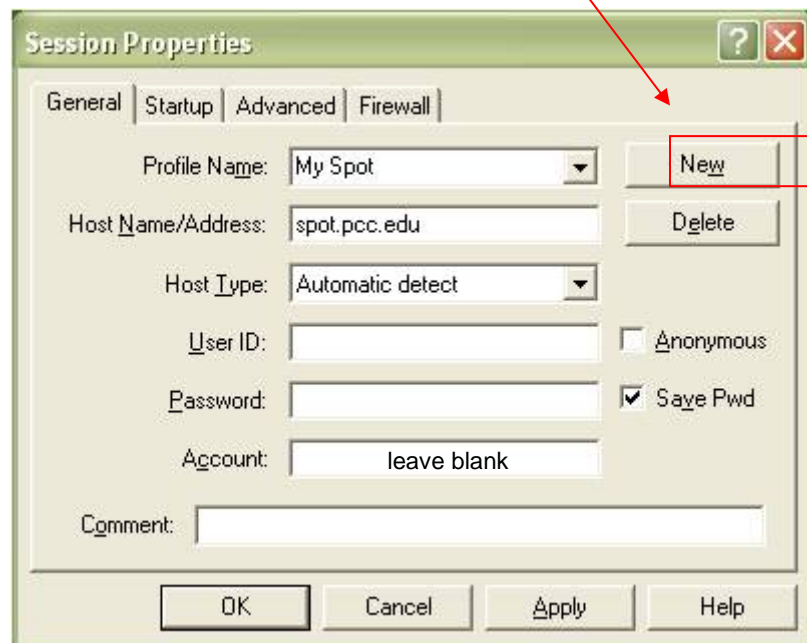 Session Properties
General Startup Advanced Firewall
Profile Name: My Spot New
Host Name/Address: spot.pcc.edu Delete
Host Type: Automatic detect
User ID: Anonymous
Password: Save Pwd
Account: leave blank
Comment:
OK Cancel Apply Help